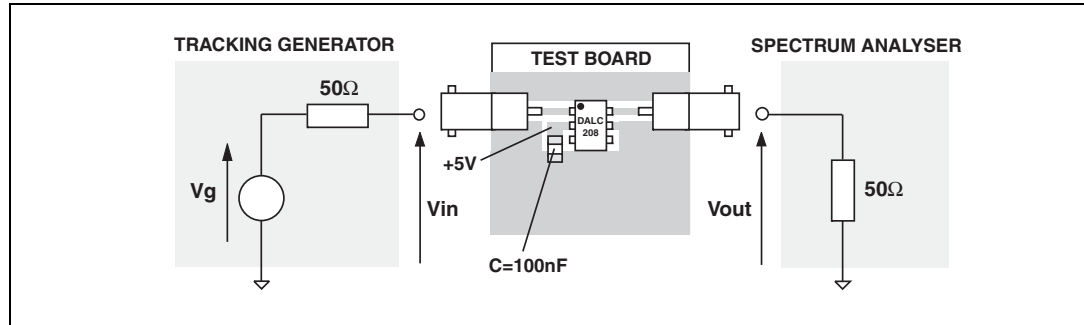 TRACKING GENERATOR
50Ω
Vg
Vin
TEST BOARD
DALC
208
+5V
C=100nF
SPECTRUM ANALYSER
Vout
50Ω